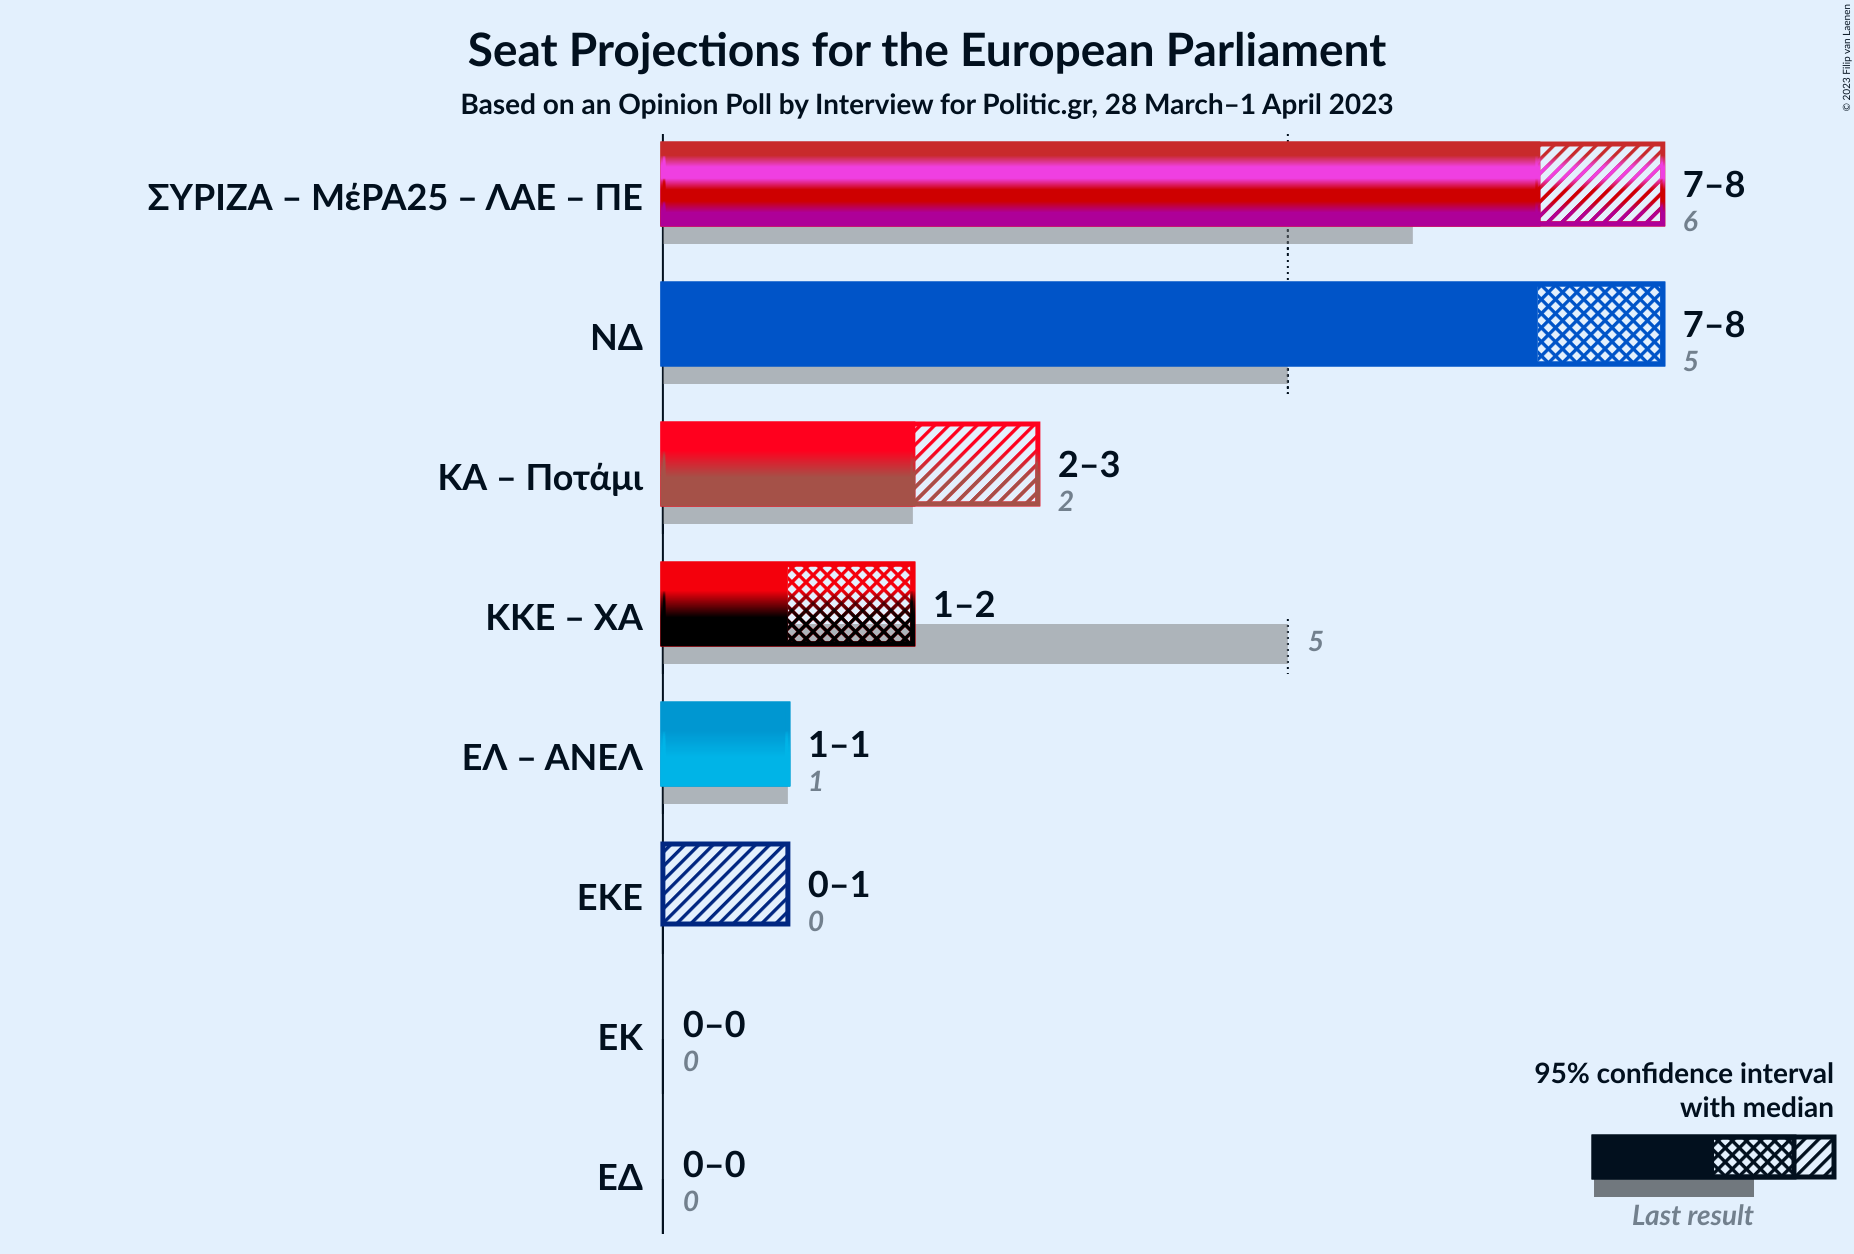 Seat Projections for the European Parliament
Based on an Opinion Poll by Interview for Politic.gr, 28 March–1 April 2023
© 2023 Filip van Laenen
ΣΥΡΙΖΑ – ΜέΡΑ25 – ΛΑΕ – ΠΕ
7–8
6
ΝΔ
7–8
5
ΚΑ – Ποτάμι
2–3
2
ΚΚΕ – ΧΑ
1–2
5
ΕΛ – ΑΝΕΛ
1–1
1
ΕΚΕ
0–1
0
ΕΚ
0–0
0
ΕΔ
0–0
0
95% confidence interval
with median
Last result